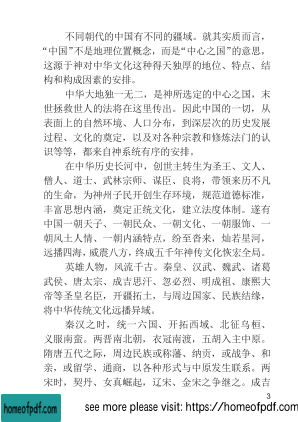 不同朝代的中国有不同的疆域。就其实质而言，
“中国”不是地理位置概念，而是“中心之国”的意思，
这源于神对中华文化这种得天独厚的地位、特点、结
构和构成因素的安排。
中华大地独一无二，是神所选定的中心之国，末
世拯救世人的法将在这里传出。因此中国的一切，从
表面上的自然环境、人口分布，到深层次的历史发展
过程、文化的奠定，以及对各种宗教和修炼法门的认
识等等，都来自神系统有序的安排。
在中华历史长河中，创世主转生为圣王、文人、
僧人、道士、武林宗师、谋臣、良将，带领来历不凡
的生命，为神州子民开创生存环境，规范道德标准，
丰富思想内涵，奠定正统文化，建立法度体制。遂有
中国一朝天子、一朝民众、一朝文化、一朝服饰、一
朝风土人情、一朝内涵特点，纷至沓来，灿若星河，
远播四海，威震八方，终成五千年神传文化恢宏全局。
英雄人物，风流千古。秦皇、汉武、魏武、诸葛
武侯、唐太宗、成吉思汗、忽必烈、明成祖、康熙大
帝等圣皇名臣，开疆拓土，与周边国家、民族结缘，
将中华传统文化远播异域。
秦汉之时，统一六国、开拓西域、北征乌桓、
义服南蛮。两晋南北朝，衣冠南渡，五胡入主中原。
隋唐五代之际，周边民族或称藩、纳贡，或战争、和
亲，或留学、通商，以各种形式与中原发生联系。两
宋时，契丹、女真崛起，辽宋、金宋之争继之。成吉
3
homeofpdf.com
see more please visit: https://homeofpdf.com